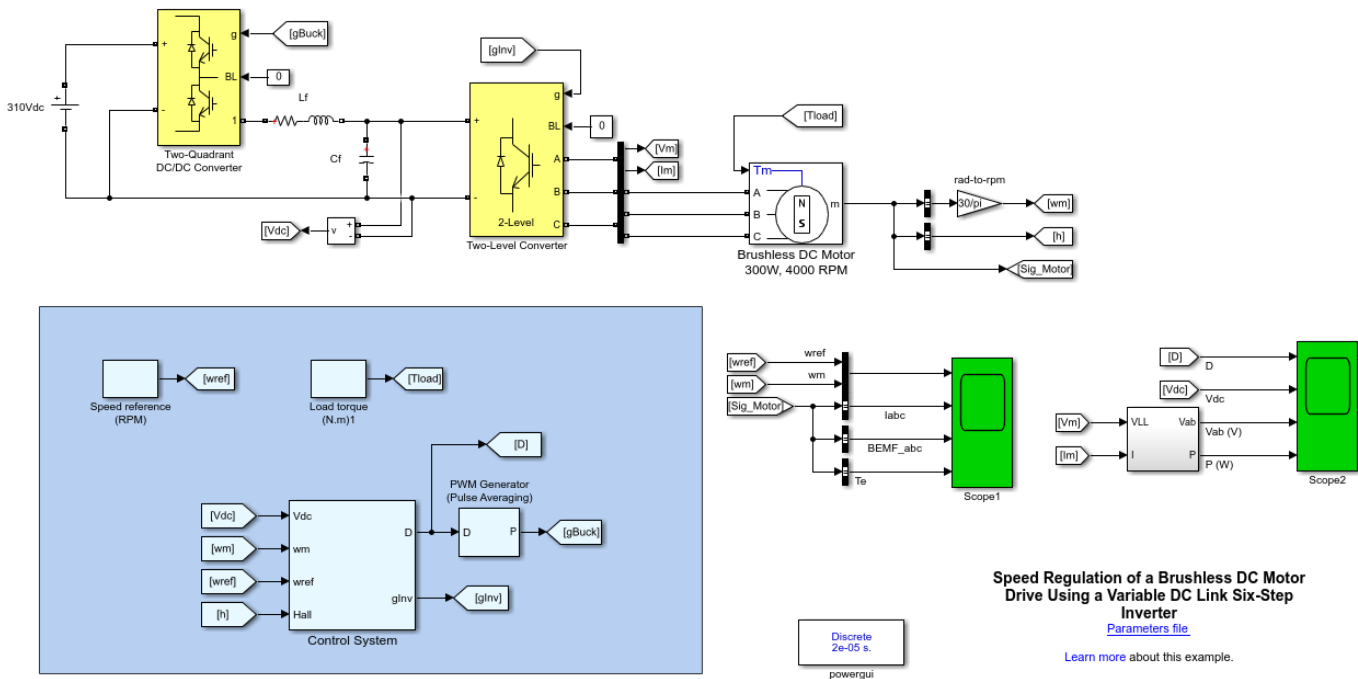 310Vdc
+
+
-
g
BL
1
[gBuck]
0
Two-Quadrant
DC/DC Converter
Lf
+
Cf
[Vdc]
v
+
-
[gInv]
+
-
g
BL
A
B
C
2-Level
Two-Level Converter
0
[Vm]
[Im]
[Tload]
Tm
A
B
C
N
S
m
Brushless DC Motor
300W, 4000 RPM
rad-to-rpm
30/pi
[wm]
[h]
[Sig_Motor]
Speed reference
(RPM)
[wref]
Load torque
(N.m)1
[Tload]
[D]
PWM Generator
(Pulse Averaging)
D
P
[gBuck]
[Vdc]
[wm]
[wref]
[h]
Vdc
wm
wref
Hall
D
gInv
[gInv]
Control System
[wref]
[wm]
[Sig_Motor]
wref
wm
Iabc
BEMF_abc
Te
Scope1
[D]
D
[Vdc]
Vdc
[Vm]
[Im]
VLL
I
Vab
P
Vab (V)
P (W)
Scope2
Discrete
2e-05 s.
powergui
Speed Regulation of a Brushless DC Motor
Drive Using a Variable DC Link Six-Step
Inverter
Parameters file
Learn more about this example.